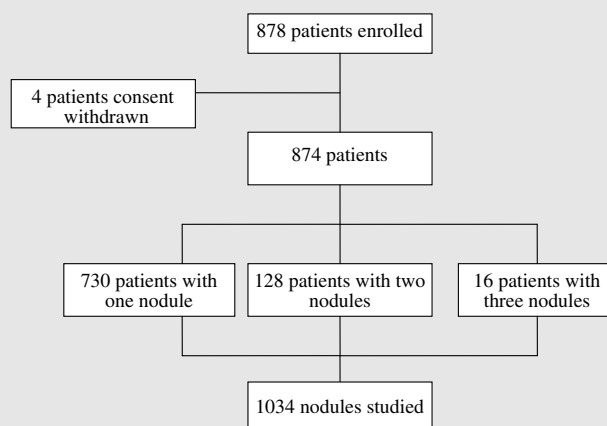 878 patients enrolled
4 patients consent
withdrawn
874 patients
730 patients with
one nodule
128 patients with two
nodules
16 patients with
three nodules
1034 nodules studied